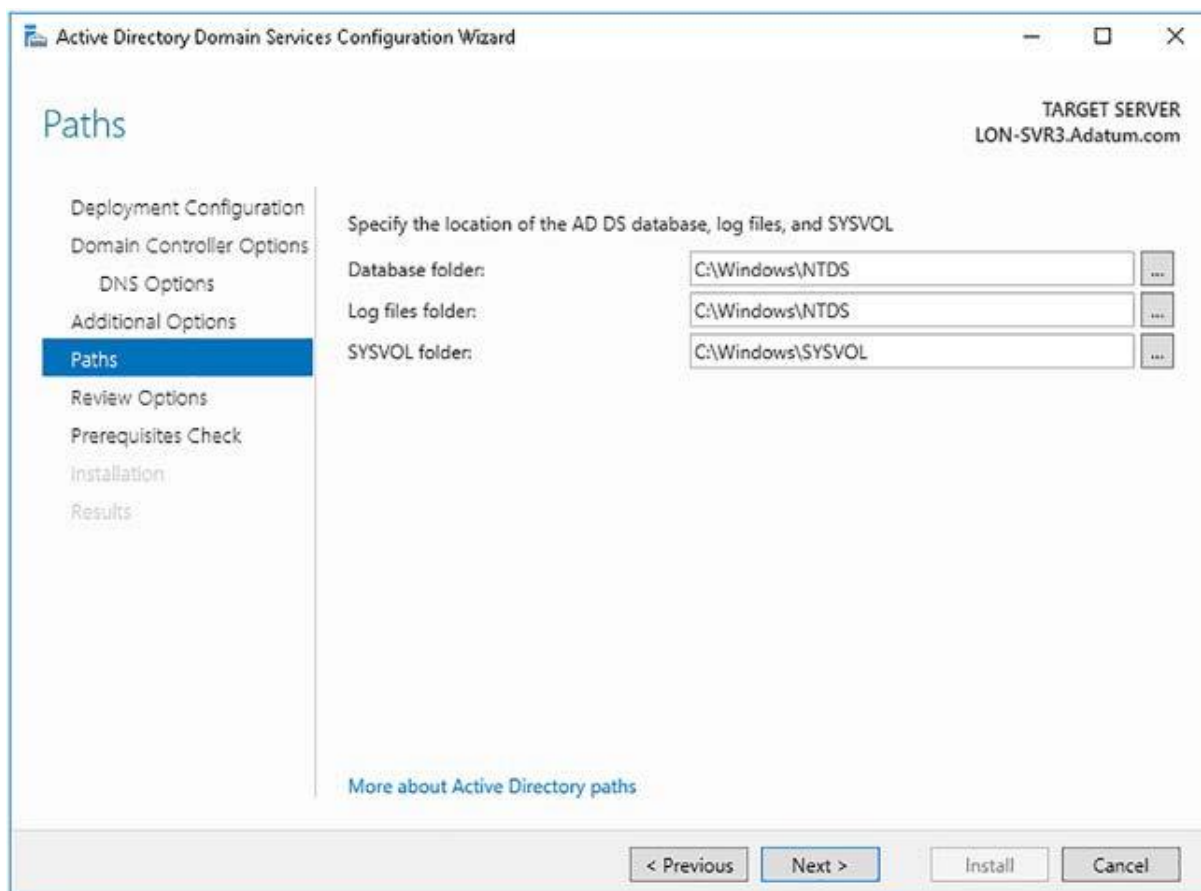 Active Directory Domain Services Configuration Wizard
Paths
TARGET SERVER
LON-SVR3.Adatum.com
Deployment Configuration
Domain Controller Options
DNS Options
Additional Options
Paths
Review Options
Prerequisites Check
Installation
Results
Specify the location of the AD DS database, log files, and SYSVOL
Database folder: C:\Windows\NTDS ...
Log files folder: C:\Windows\NTDS ...
SYSVOL folder: C:\Windows\SYSVOL ...
More about Active Directory paths
< Previous Next > Install Cancel